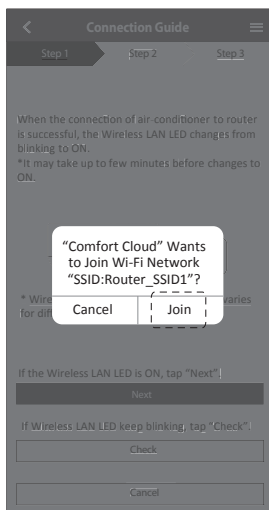 Connection Guide
Step 1
Step 2
Step 3
When the connection of air-conditioner to router
is successful, the Wireless LAN LED changes from
blinking to ON.
*It may take up to few minutes before changes to
ON.
“Comfort Cloud” Wants
to Join Wi-Fi Network
“SSID:Router_SSID1”?
Cancel
Join
* Wire
varies
for diff
If the Wireless LAN LED is ON, tap “Next”.
Next
If Wireless LAN LED keep blinking, tap “Check”.
Check
Cancel